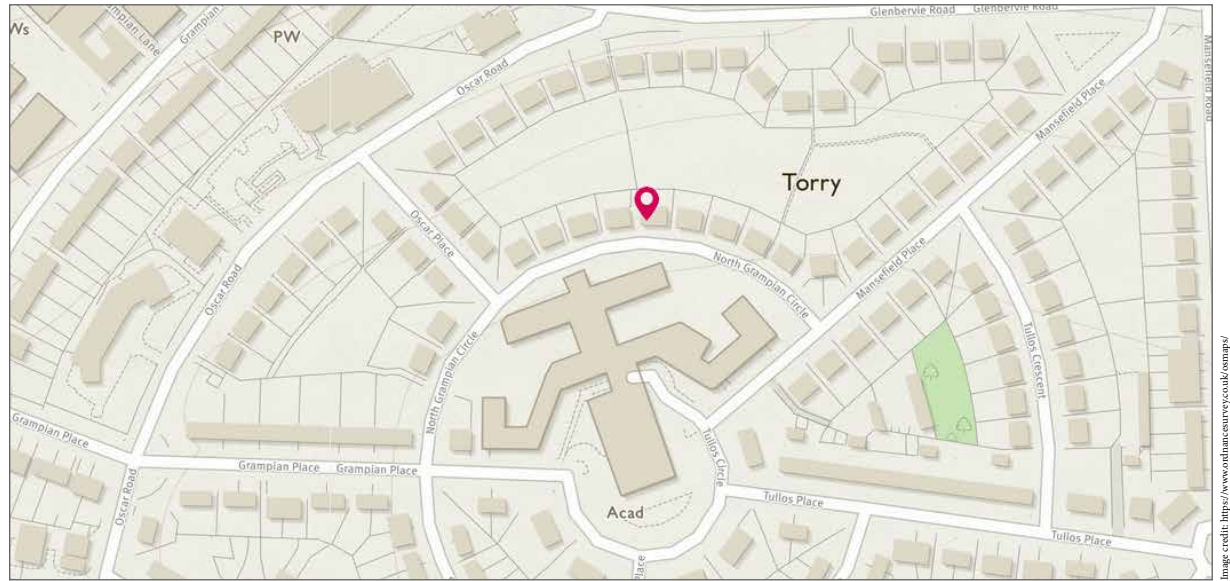 Ws
Grampian Lane
Grampian
PW
Glenbervie Road
Glenbervie Road
Mansefield Road
Oscar Road
Mansefield Place
Torry
Oscar Place
North Grampian Circle
Mansefield Place
Oscar Road
Tullos Crescent
North Grampian Circle
Grampian Place
Tullos Circle
Grampian Place
Grampian Place
Oscar Road
Acad
Tullos Place
Tullos Place
Place
image credit: https://www.ordnancesurvey.co.uk/osmaps/